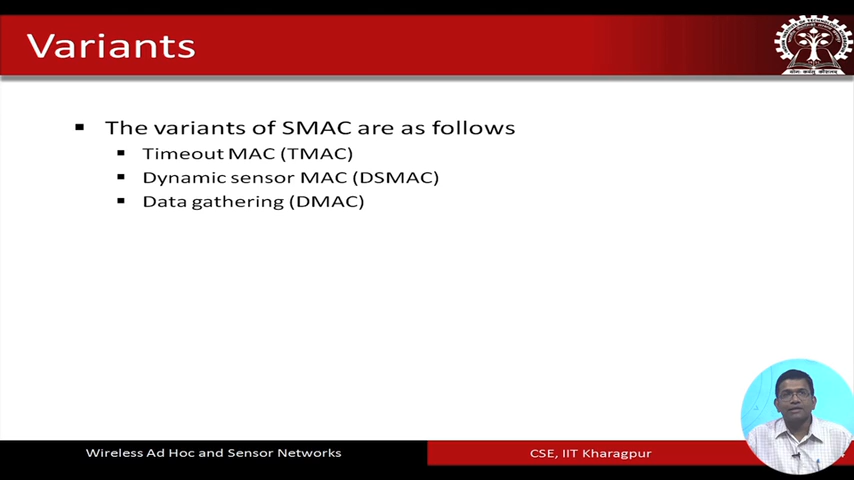 Variants
The variants of SMAC are as follows
Timeout MAC (TMAC)
Dynamic sensor MAC (DSMAC)
Data gathering (DMAC)
Wireless Ad Hoc and Sensor Networks
CSE, IIT Kharagpur